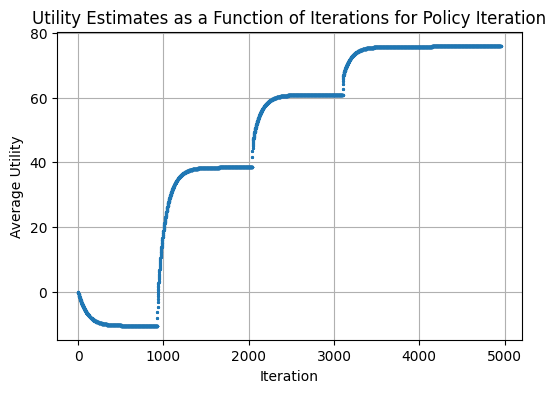 Utility Estimates as a Function of Iterations for Policy Iteration
80
60
40
20
0
Average Utility
0 1000 2000 3000 4000 5000
Iteration